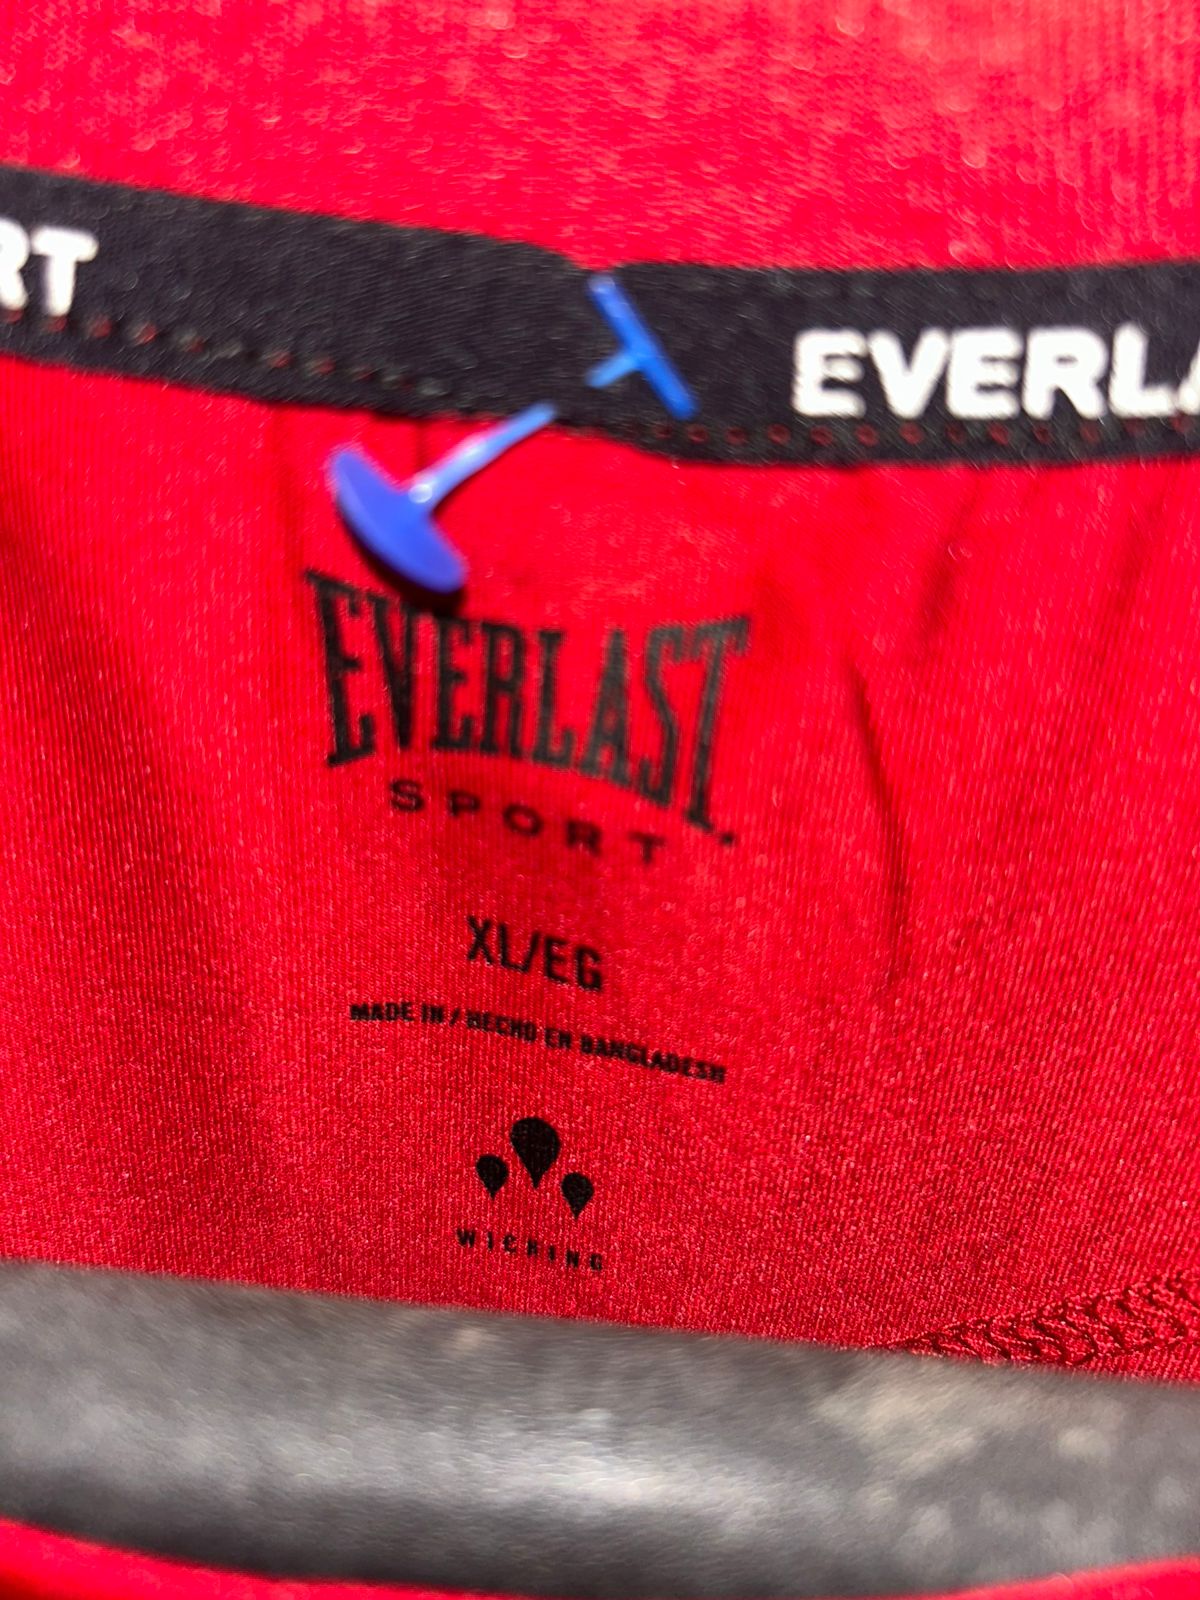 RT
EVERLA
EVERLAST.
SPORT
XL/EG
MADE IN / HECHO EN BANGLADESH
WICKING